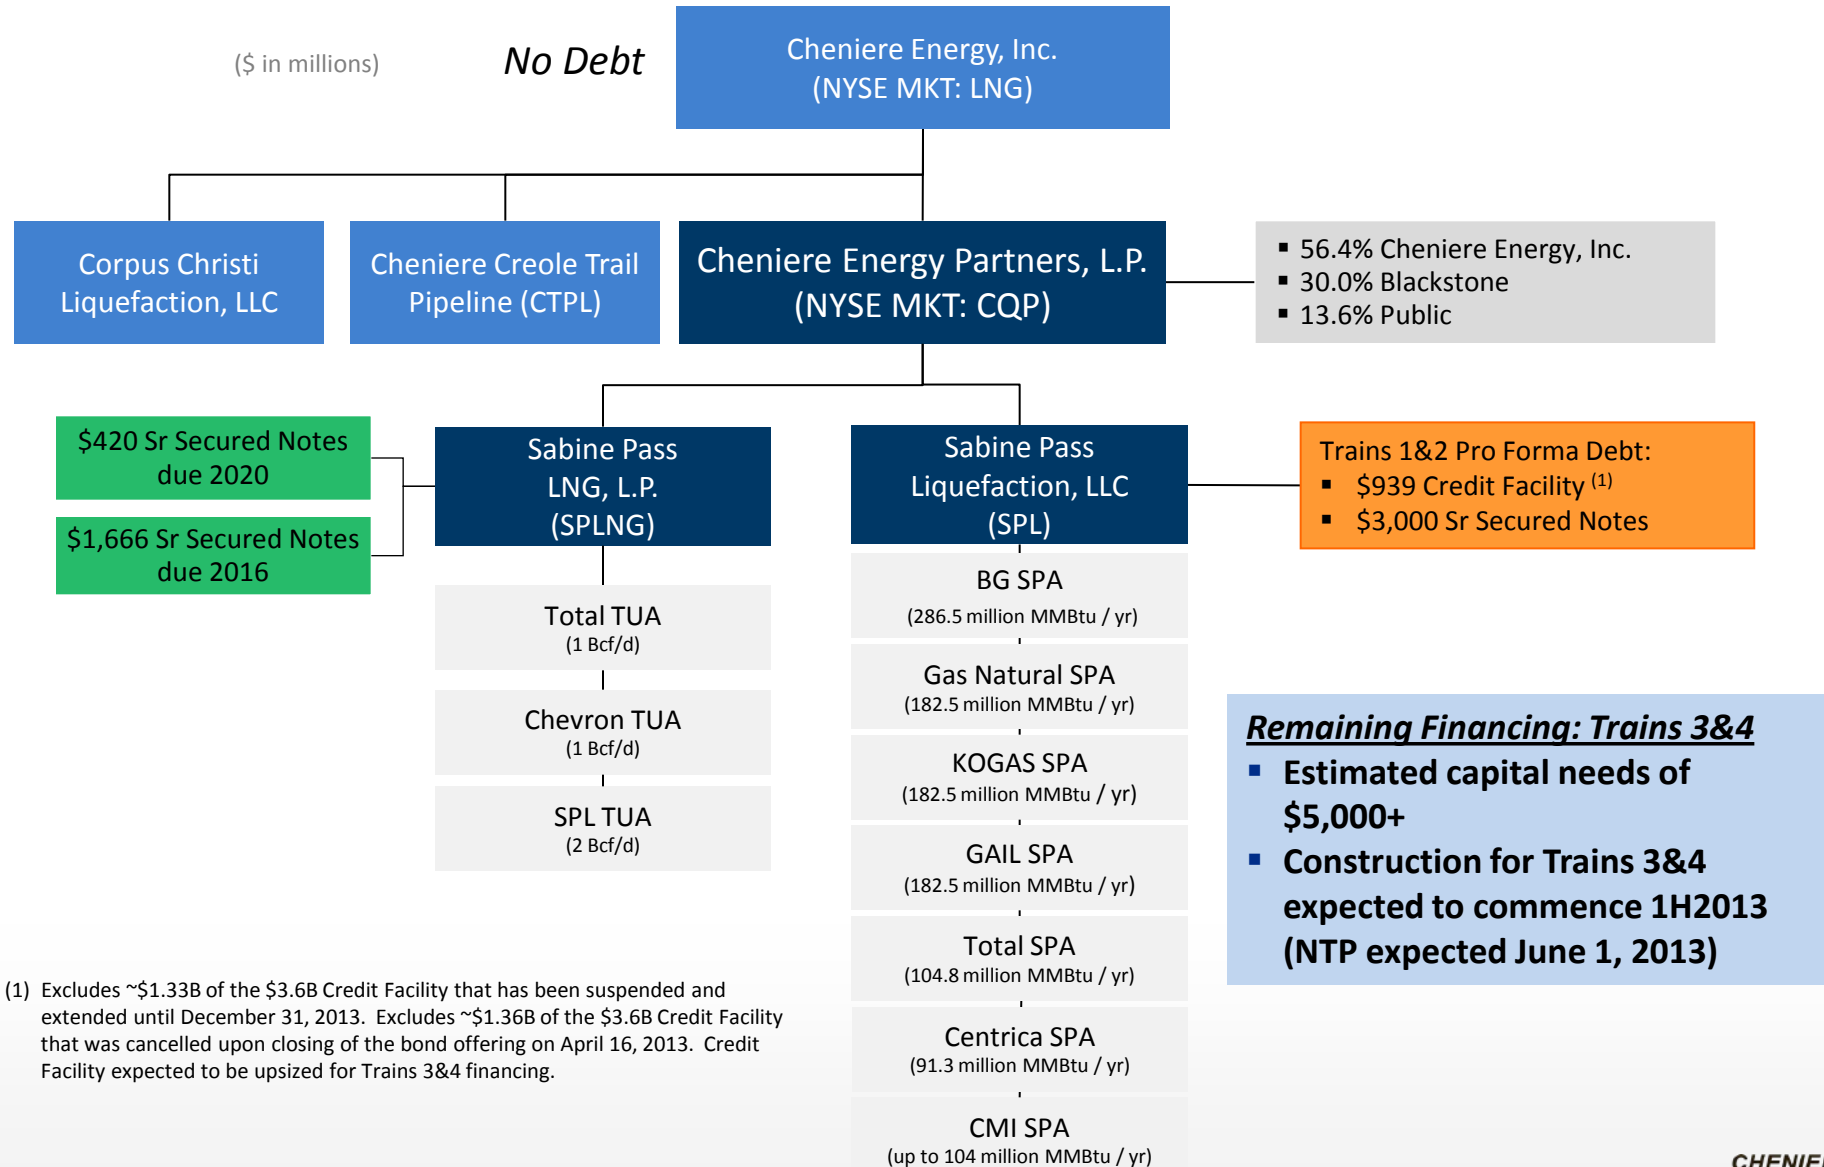 ($ in millions)
No Debt
Cheniere Energy, Inc.
(NYSE MKT: LNG)
Corpus Christi
Liquefaction, LLC
Cheniere Creole Trail
Pipeline (CTPL)
Cheniere Energy Partners, L.P.
(NYSE MKT: CQP)
▪ 56.4% Cheniere Energy, Inc.
▪ 30.0% Blackstone
▪ 13.6% Public
$420 Sr Secured Notes
due 2020
$1,666 Sr Secured Notes
due 2016
Sabine Pass
LNG, L.P.
(SPLNG)
Total TUA
(1 Bcf/d)
Chevron TUA
(1 Bcf/d)
SPL TUA
(2 Bcf/d)
Sabine Pass
Liquefaction, LLC
(SPL)
BG SPA
(286.5 million MMBtu / yr)
Gas Natural SPA
(182.5 million MMBtu / yr)
KOGAS SPA
(182.5 million MMBtu / yr)
GAIL SPA
(182.5 million MMBtu / yr)
Total SPA
(104.8 million MMBtu / yr)
Centrica SPA
(91.3 million MMBtu / yr)
CMI SPA
(up to 104 million MMBtu / yr)
Trains 1&2 Pro Forma Debt:
▪ $939 Credit Facility (1)
▪ $3,000 Sr Secured Notes
Remaining Financing: Trains 3&4
▪ Estimated capital needs of
$5,000+
▪ Construction for Trains 3&4
expected to commence 1H2013
(NTP expected June 1, 2013)
(1) Excludes ~$1.33B of the $3.6B Credit Facility that has been suspended and
extended until December 31, 2013. Excludes ~$1.36B of the $3.6B Credit Facility
that was cancelled upon closing of the bond offering on April 16, 2013. Credit
Facility expected to be upsized for Trains 3&4 financing.